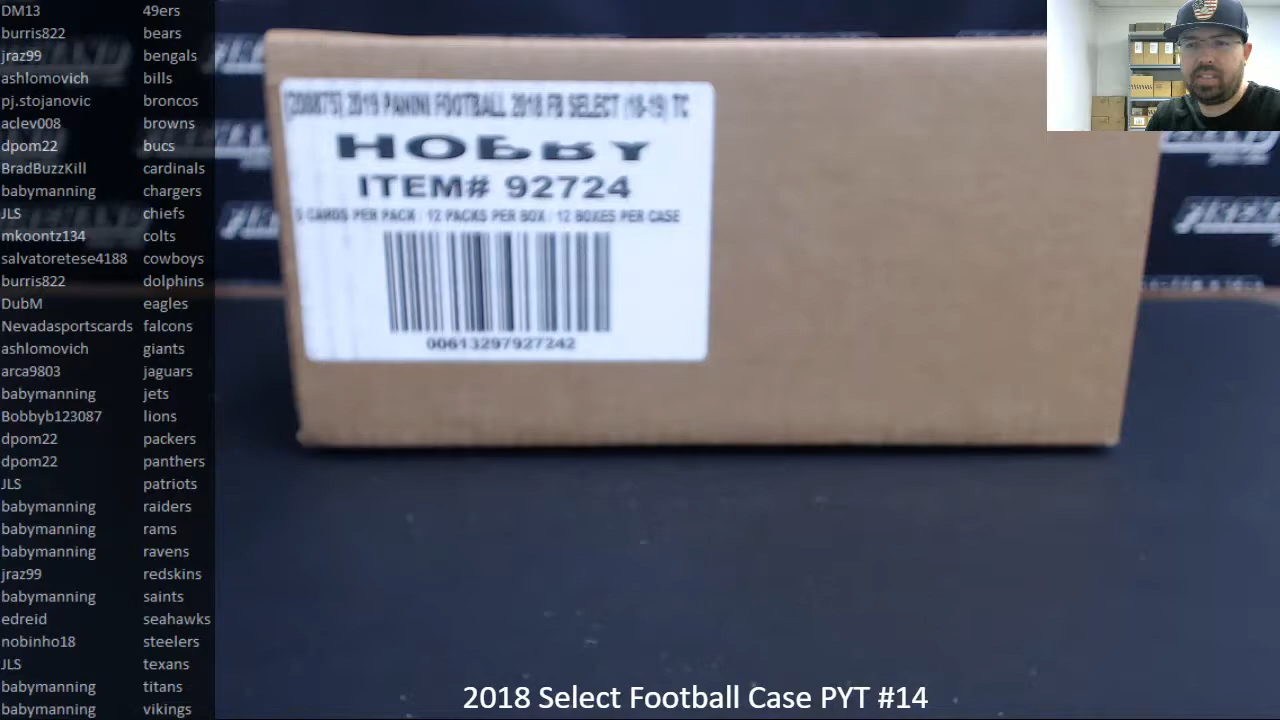 DM13 49ers
burris822 bears
jraz99 bengals
ashlomovich bills
pj.stojanovic broncos
aclev008 browns
dpom22 bucs
BradBuzzKill cardinals
babymanning chargers
JLS chiefs
mkoontz134 colts
salvatoretese4188 cowboys
burris822 dolphins
DubM eagles
Nevadasportscards falcons
ashlomovich giants
arca9803 jaguars
babymanning jets
Bobbyb123087 lions
dpom22 packers
dpom22 panthers
JLS patriots
babymanning raiders
babymanning rams
babymanning ravens
jraz99 redskins
babymanning saints
edreid seahawks
nobinho18 steelers
JLS texans
babymanning titans
babymanning vikings
(200875) 2019 PANINI FOOTBALL 2018 FB SELECT (18-19) TC
HOBBY
ITEM# 92724
CARDS PER PACK / 12 PACKS PER BOX / 12 BOXES PER CASE
00613297927242
2018 Select Football Case PYT #14